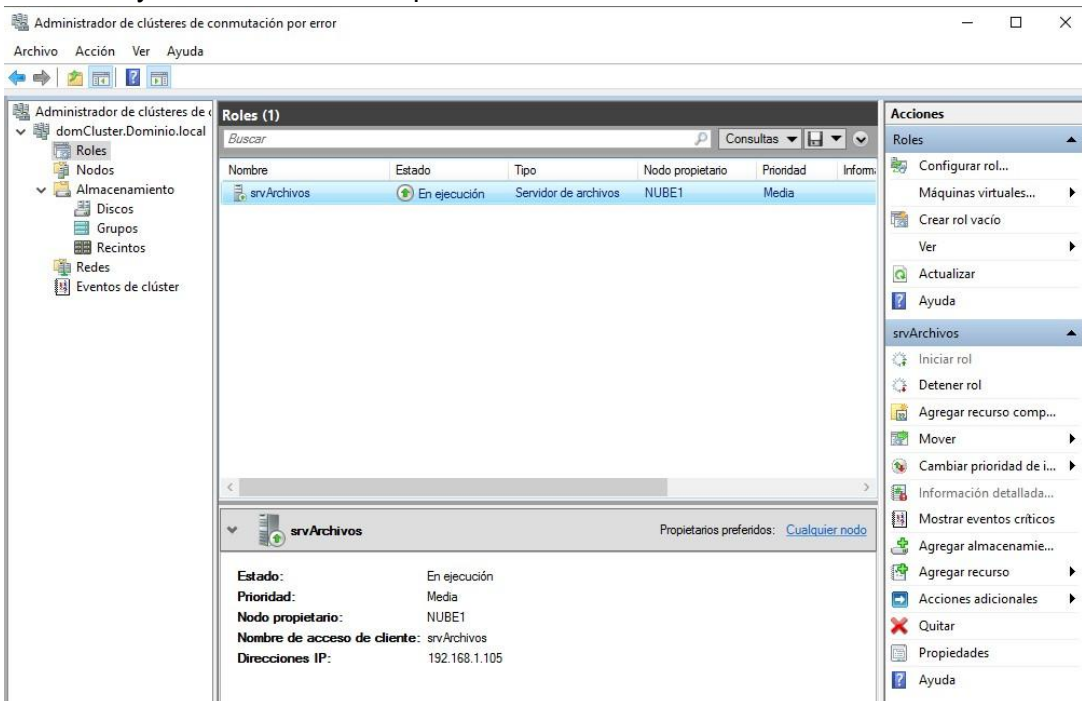 Administrador de clústeres de conmutación por error
Archivo Acción Ver Ayuda
Administrador de clústeres de c
domCluster.Dominio.local
Roles
Nodos
Almacenamiento
Discos
Grupos
Recintos
Redes
Eventos de clúster
Roles (1)
Buscar
Consultas
Nombre Estado Tipo Nodo propietario Prioridad Inform
srvArchivos En ejecución Servidor de archivos NUBE1 Media
srvArchivos Propietarios preferidos: Cualquier nodo
Estado: En ejecución
Prioridad: Media
Nodo propietario: NUBE1
Nombre de acceso de cliente: srvArchivos
Direcciones IP: 192.168.1.105
Acciones
Roles
Configurar rol...
Máquinas virtuales...
Crear rol vacío
Ver
Actualizar
Ayuda
srvArchivos
Iniciar rol
Detener rol
Agregar recurso comp...
Mover
Cambiar prioridad de i...
Información detallada...
Mostrar eventos críticos
Agregar almacenamie...
Agregar recurso
Acciones adicionales
Quitar
Propiedades
Ayuda